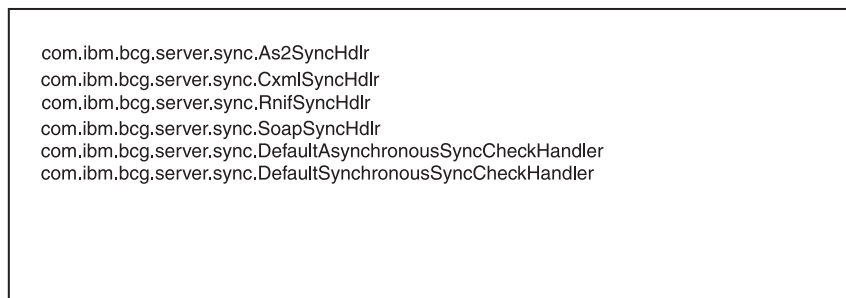 com.ibm.bcg.server.sync.As2SyncHdlr
com.ibm.bcg.server.sync.CxmlSyncHdlr
com.ibm.bcg.server.sync.RnifSyncHdlr
com.ibm.bcg.server.sync.SoapSyncHdlr
com.ibm.bcg.server.sync.DefaultAsynchronousSyncCheckHandler
com.ibm.bcg.server.sync.DefaultSynchronousSyncCheckHandler